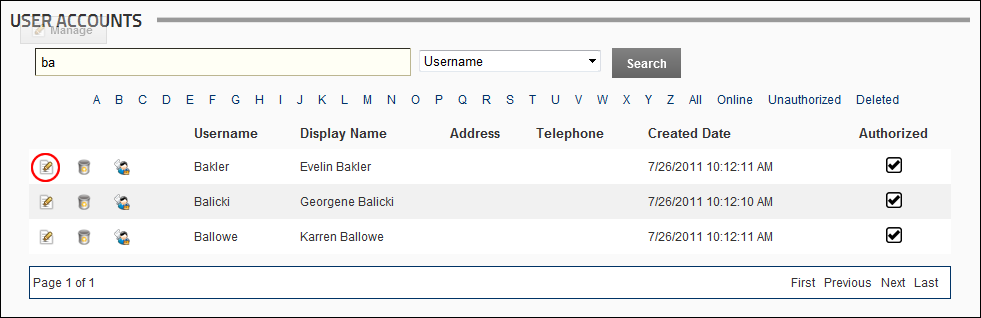 USER ACCOUNTS
Manage
ba Username Search
A B C D E F G H I J K L M N O P Q R S T U V W X Y Z All Online Unauthorized Deleted
Username Display Name Address Telephone Created Date Authorized
Bakler Evelin Bakler 7/26/2011 10:12:11 AM
Balicki Georgene Balicki 7/26/2011 10:12:10 AM
Ballowe Karren Ballowe 7/26/2011 10:12:11 AM
Page 1 of 1 First Previous Next Last